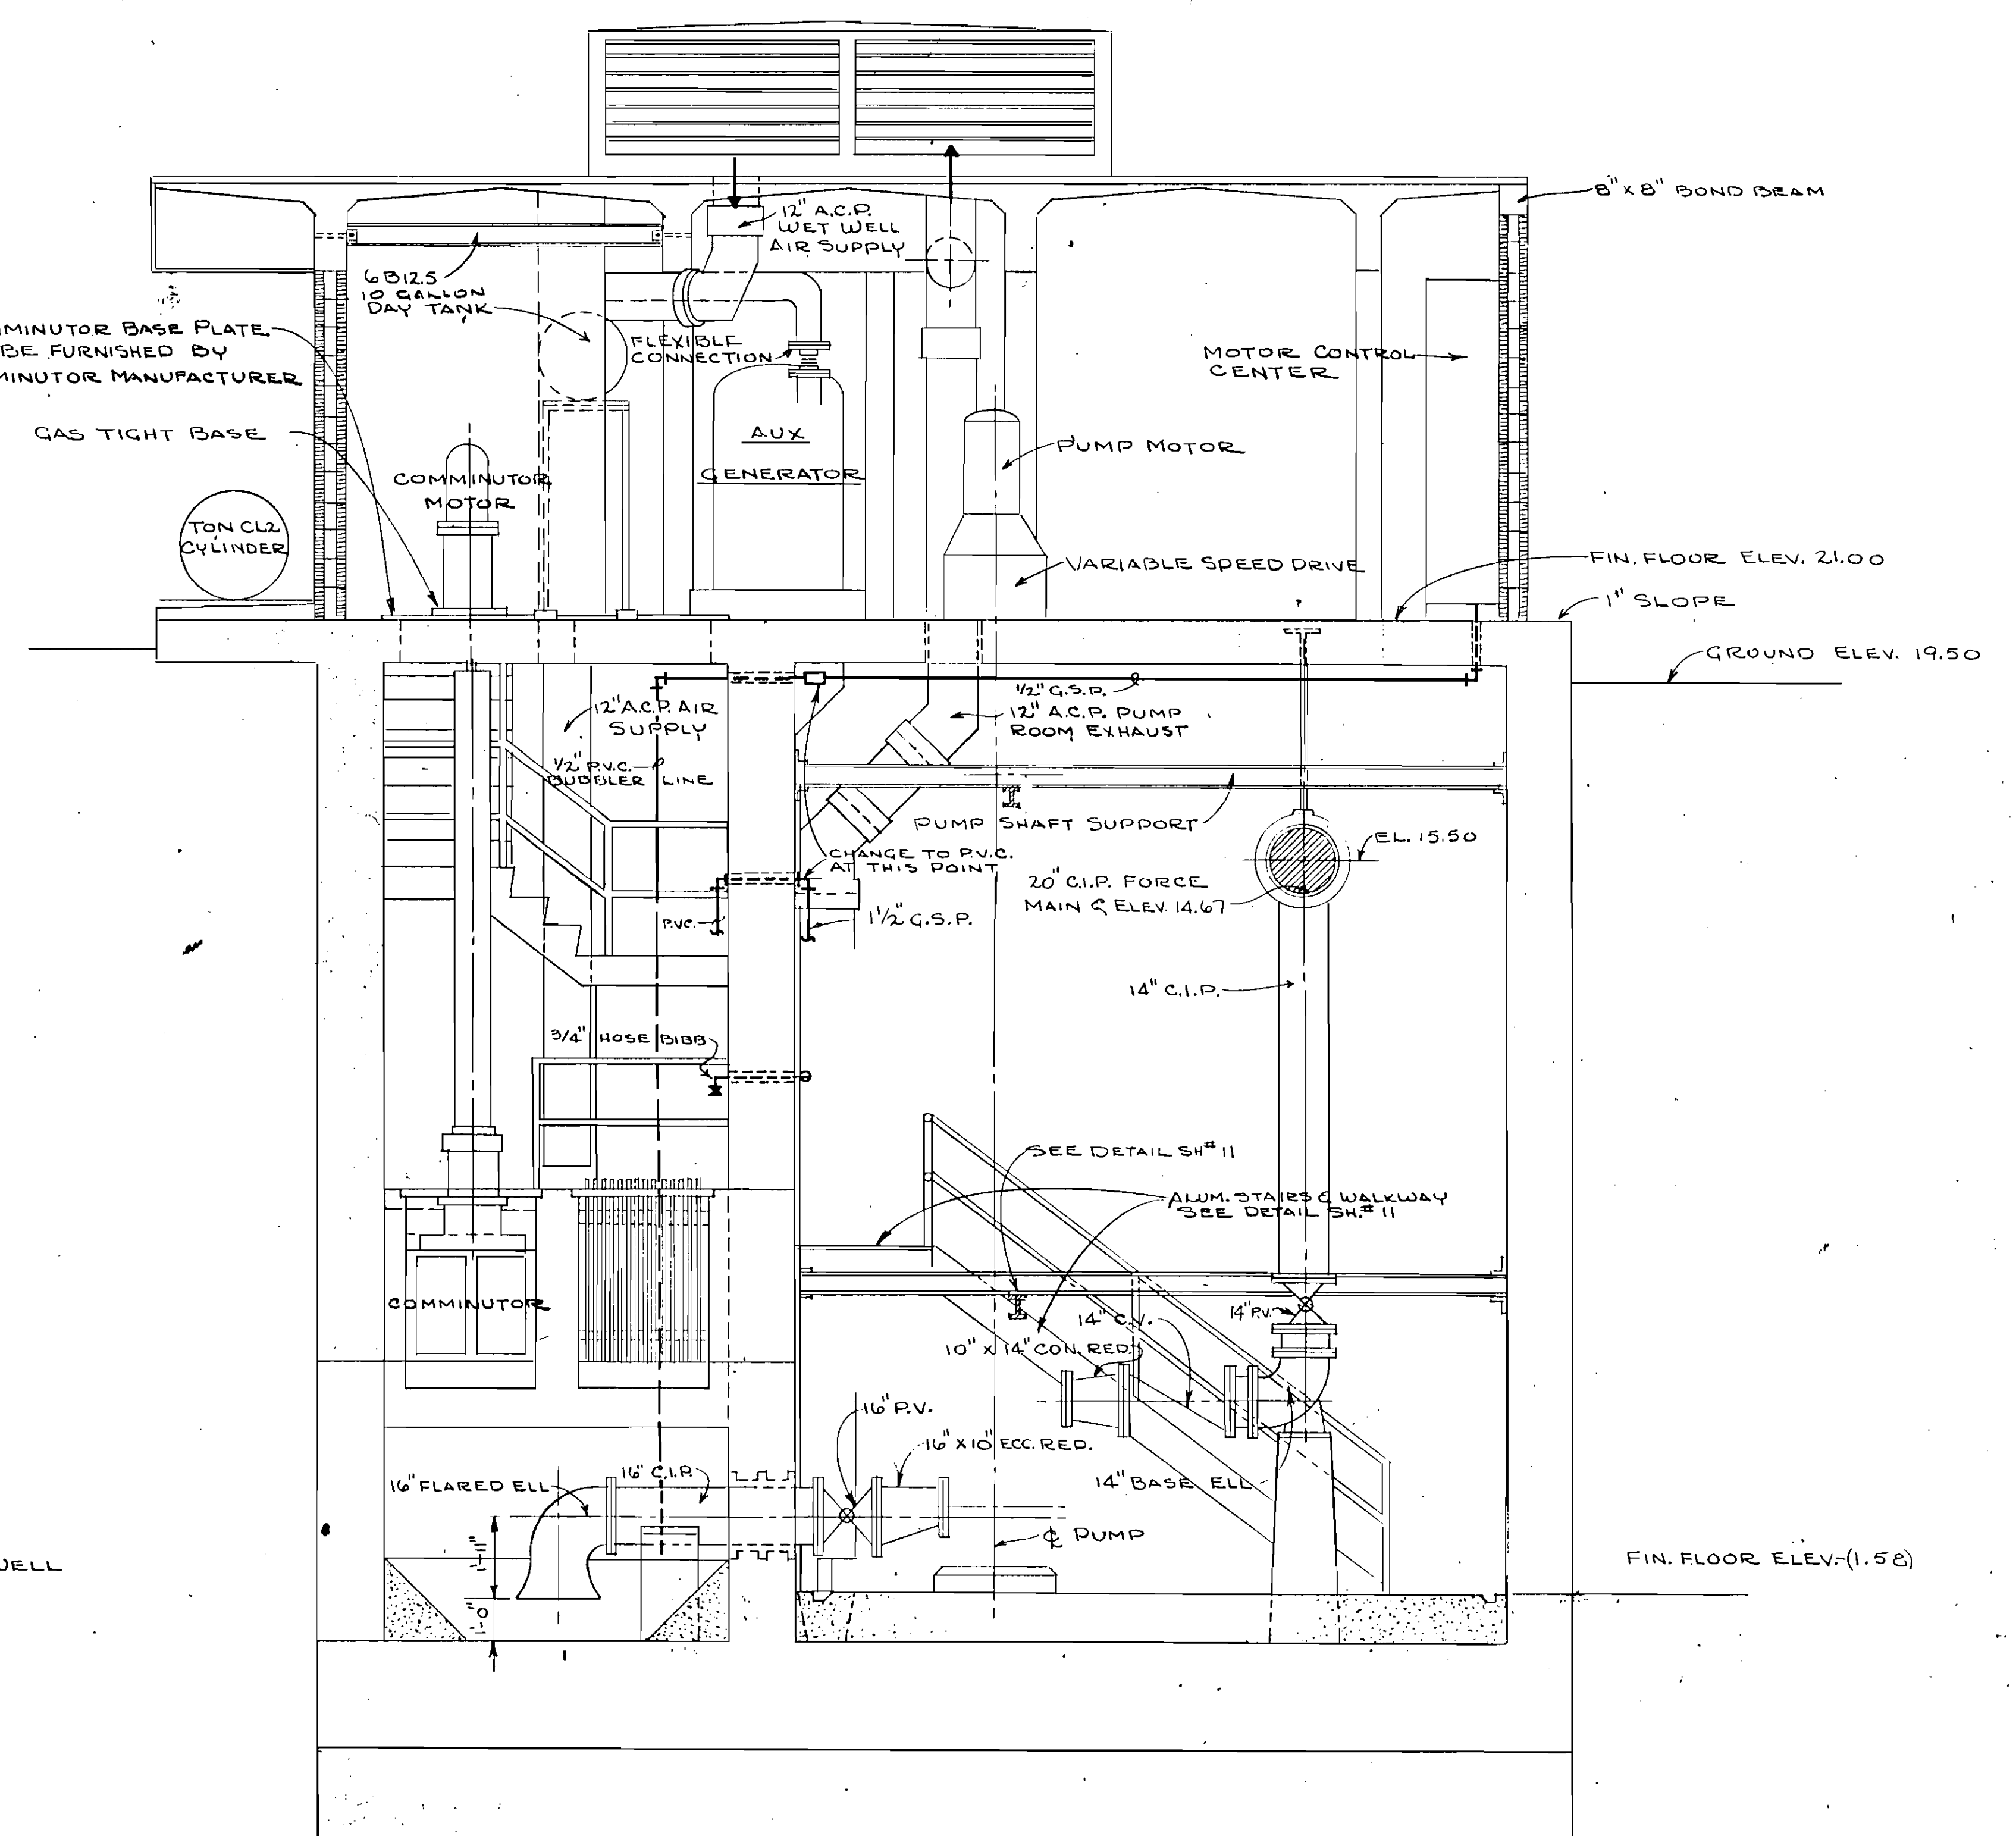 8" X 8" BOND BEAM
12" A.C.P.
WET WELL
AIR SUPPLY
6B12.5
10 GALLON
DAY TANK
MINUTOR BASE PLATE
BE FURNISHED BY
MINUTOR MANUFACTURER
FLEXIBLE
CONNECTION
MOTOR CONTROL
CENTER
GAS TIGHT BASE
AUX
GENERATOR
PUMP MOTOR
COMMINUTOR
MOTOR
TON CL2
CYLINDER
VARIABLE SPEED DRIVE
FIN. FLOOR ELEV. 21.00
1" SLOPE
GROUND ELEV. 19.50
1/2" G.S.P.
12" A.C.P. AIR
SUPPLY
12" A.C.P. PUMP
ROOM EXHAUST
1/2" P.V.C.
BUBBLER LINE
PUMP SHAFT SUPPORT
EL. 15.50
CHANGE TO P.V.C.
AT THIS POINT
20" C.I.P. FORCE
MAIN ℄ ELEV. 14.67
P.VC.
1 1/2" G.S.P.
14" C.I.P.
3/4" HOSE BIBB
SEE DETAIL SH# 11
ALUM. STAIRS & WALKWAY
SEE DETAIL SH.# 11
COMMINUTOR
14" C.V.
14" P.V.
10" X 14" CON. RED.
16" P.V.
16" X 10" ECC. RED.
16" FLARED ELL
16" C.I.P.
14" BASE ELL
℄ PUMP
1'-11"
1'-0"
FIN. FLOOR ELEV.-(1.58)